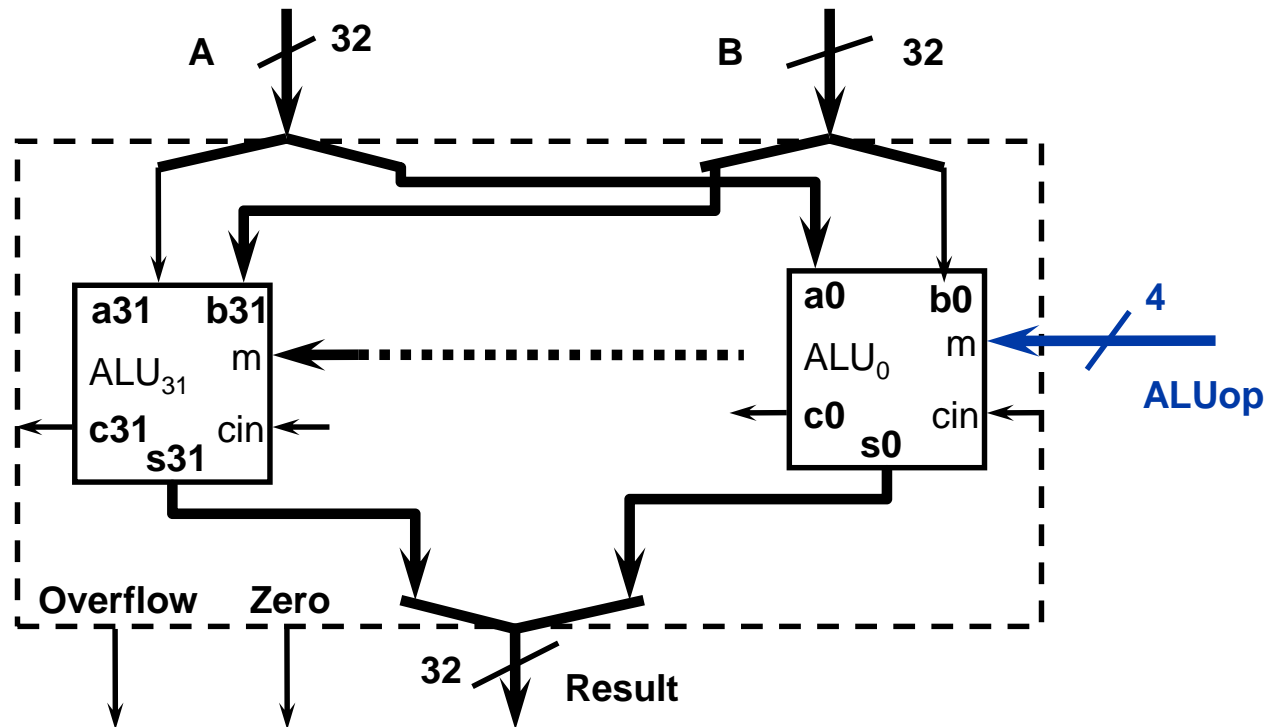 A 32 B 32
a31 b31
a0 b0
4
m
m
ALU31
ALU0
ALUop
c31 cin
c0 cin
s31
s0
Overflow Zero
32 Result